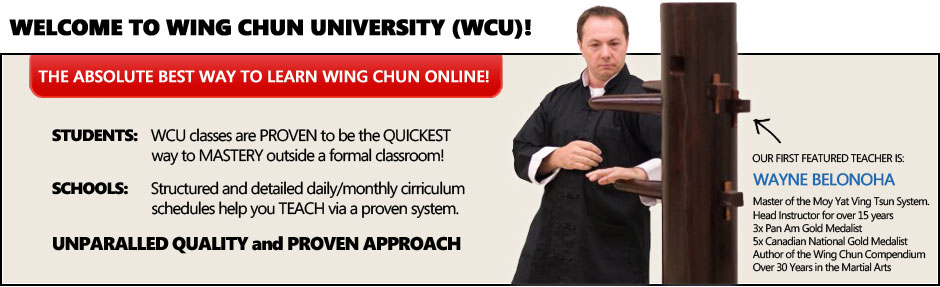 WELCOME TO WING CHUN UNIVERSITY (WCU)!
THE ABSOLUTE BEST WAY TO LEARN WING CHUN ONLINE!
STUDENTS: WCU classes are PROVEN to be the QUICKEST
way to MASTERY outside a formal classroom!
SCHOOLS: Structured and detailed daily/monthly cirriculum
schedules help you TEACH via a proven system.
UNPARALLED QUALITY and PROVEN APPROACH
OUR FIRST FEATURED TEACHER IS:
WAYNE BELONOHA
Master of the Moy Yat Ving Tsun System.
Head Instructor for over 15 years
3x Pan Am Gold Medalist
5x Canadian National Gold Medalist
Author of the Wing Chun Compendium
Over 30 Years in the Martial Arts